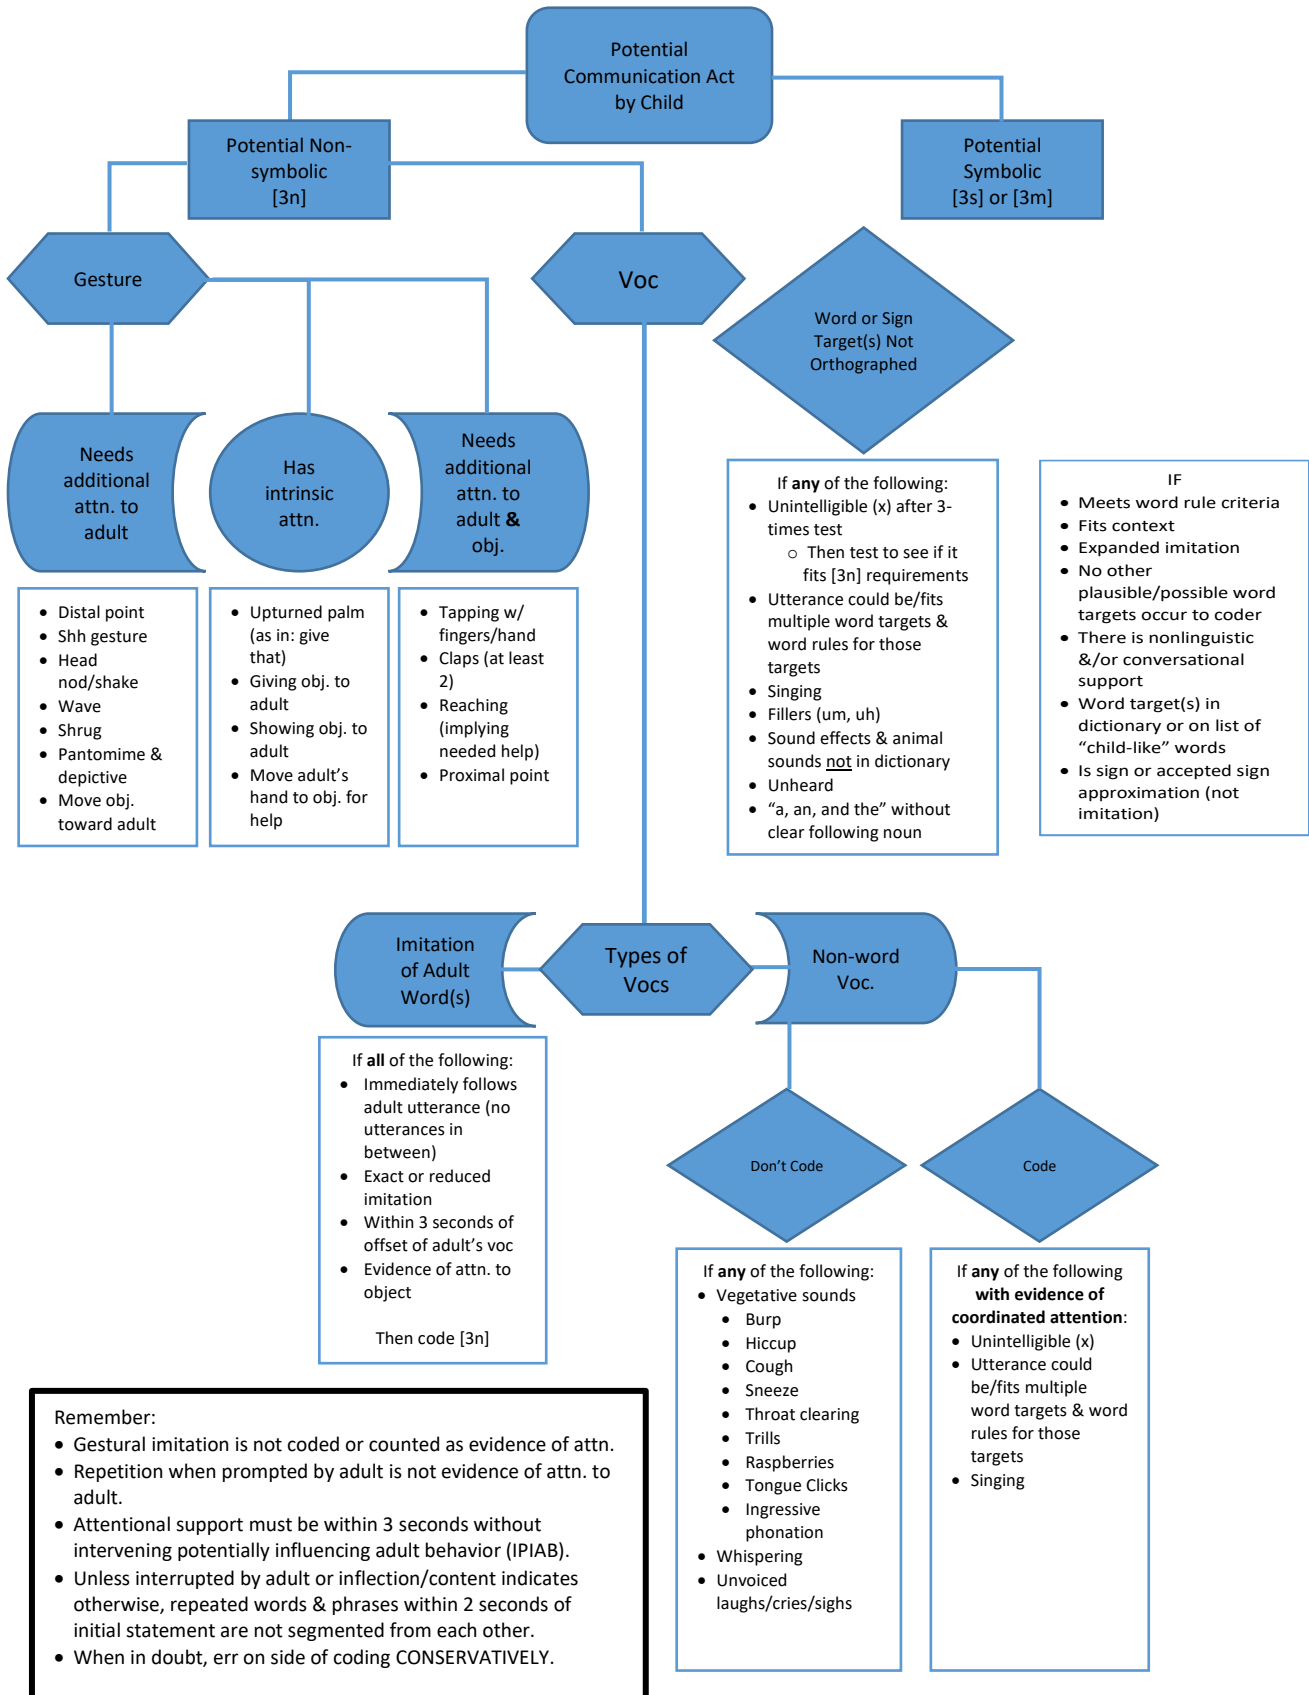 Potential
Communication Act
by Child
Potential Non-
symbolic
[3n]
Potential
Symbolic
[3s] or [3m]
Gesture
Voc
Word or Sign
Target(s) Not
Orthographed
Needs
additional
attn. to
adult
Has
intrinsic
attn.
Needs
additional
attn. to
adult &
obj.
• Distal point
• Shh gesture
• Head
nod/shake
• Wave
• Shrug
• Pantomime &
depictive
• Move obj.
toward adult
• Upturned palm
(as in: give
that)
• Giving obj. to
adult
• Showing obj. to
adult
• Move adult’s
hand to obj. for
help
• Tapping w/
fingers/hand
• Claps (at least
2)
• Reaching
(implying
needed help)
• Proximal point
If any of the following:
• Unintelligible (x) after 3-
times test
o Then test to see if it
fits [3n] requirements
• Utterance could be/fits
multiple word targets &
word rules for those
targets
• Singing
• Fillers (um, uh)
• Sound effects & animal
sounds not in dictionary
• Unheard
• “a, an, and the” without
clear following noun
IF
• Meets word rule criteria
• Fits context
• Expanded imitation
• No other
plausible/possible word
targets occur to coder
• There is nonlinguistic
&/or conversational
support
• Word target(s) in
dictionary or on list of
“child-like” words
• Is sign or accepted sign
approximation (not
imitation)
Imitation
of Adult
Word(s)
Types of
Vocs
Non-word
Voc.
If all of the following:
• Immediately follows
adult utterance (no
utterances in
between)
• Exact or reduced
imitation
• Within 3 seconds of
offset of adult’s voc
• Evidence of attn. to
object
Then code [3n]
Don’t Code
Code
If any of the following:
• Vegetative sounds
• Burp
• Hiccup
• Cough
• Sneeze
• Throat clearing
• Trills
• Raspberries
• Tongue Clicks
• Ingressive
phonation
• Whispering
• Unvoiced
laughs/cries/sighs
If any of the following
with evidence of
coordinated attention:
• Unintelligible (x)
• Utterance could
be/fits multiple
word targets & word
rules for those
targets
• Singing
Remember:
• Gestural imitation is not coded or counted as evidence of attn.
• Repetition when prompted by adult is not evidence of attn. to
adult.
• Attentional support must be within 3 seconds without
intervening potentially influencing adult behavior (IPIAB).
• Unless interrupted by adult or inflection/content indicates
otherwise, repeated words & phrases within 2 seconds of
initial statement are not segmented from each other.
• When in doubt, err on side of coding CONSERVATIVELY.